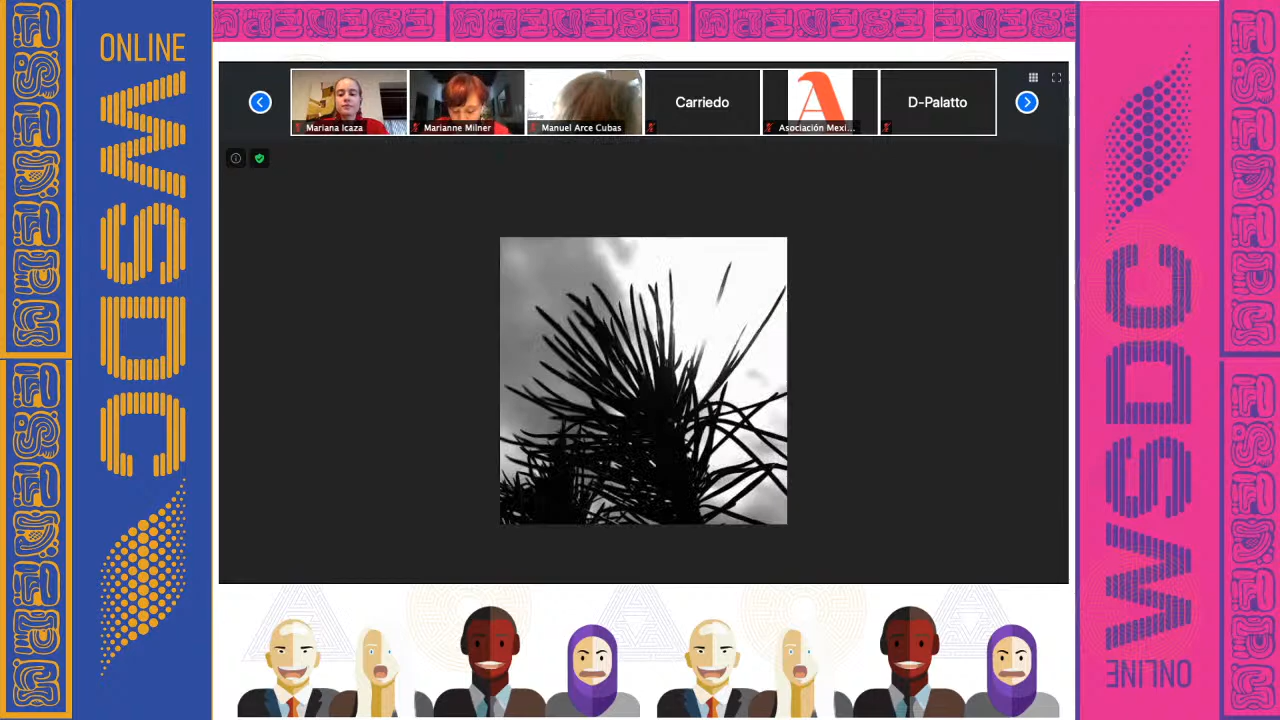 ONLINE
WSDC
Mariana Icaza
Marianne Milner
Manuel Arce Cubas
Carriedo
A
Asociación Mexi...
D-Palatto
WSDC
ONLINE